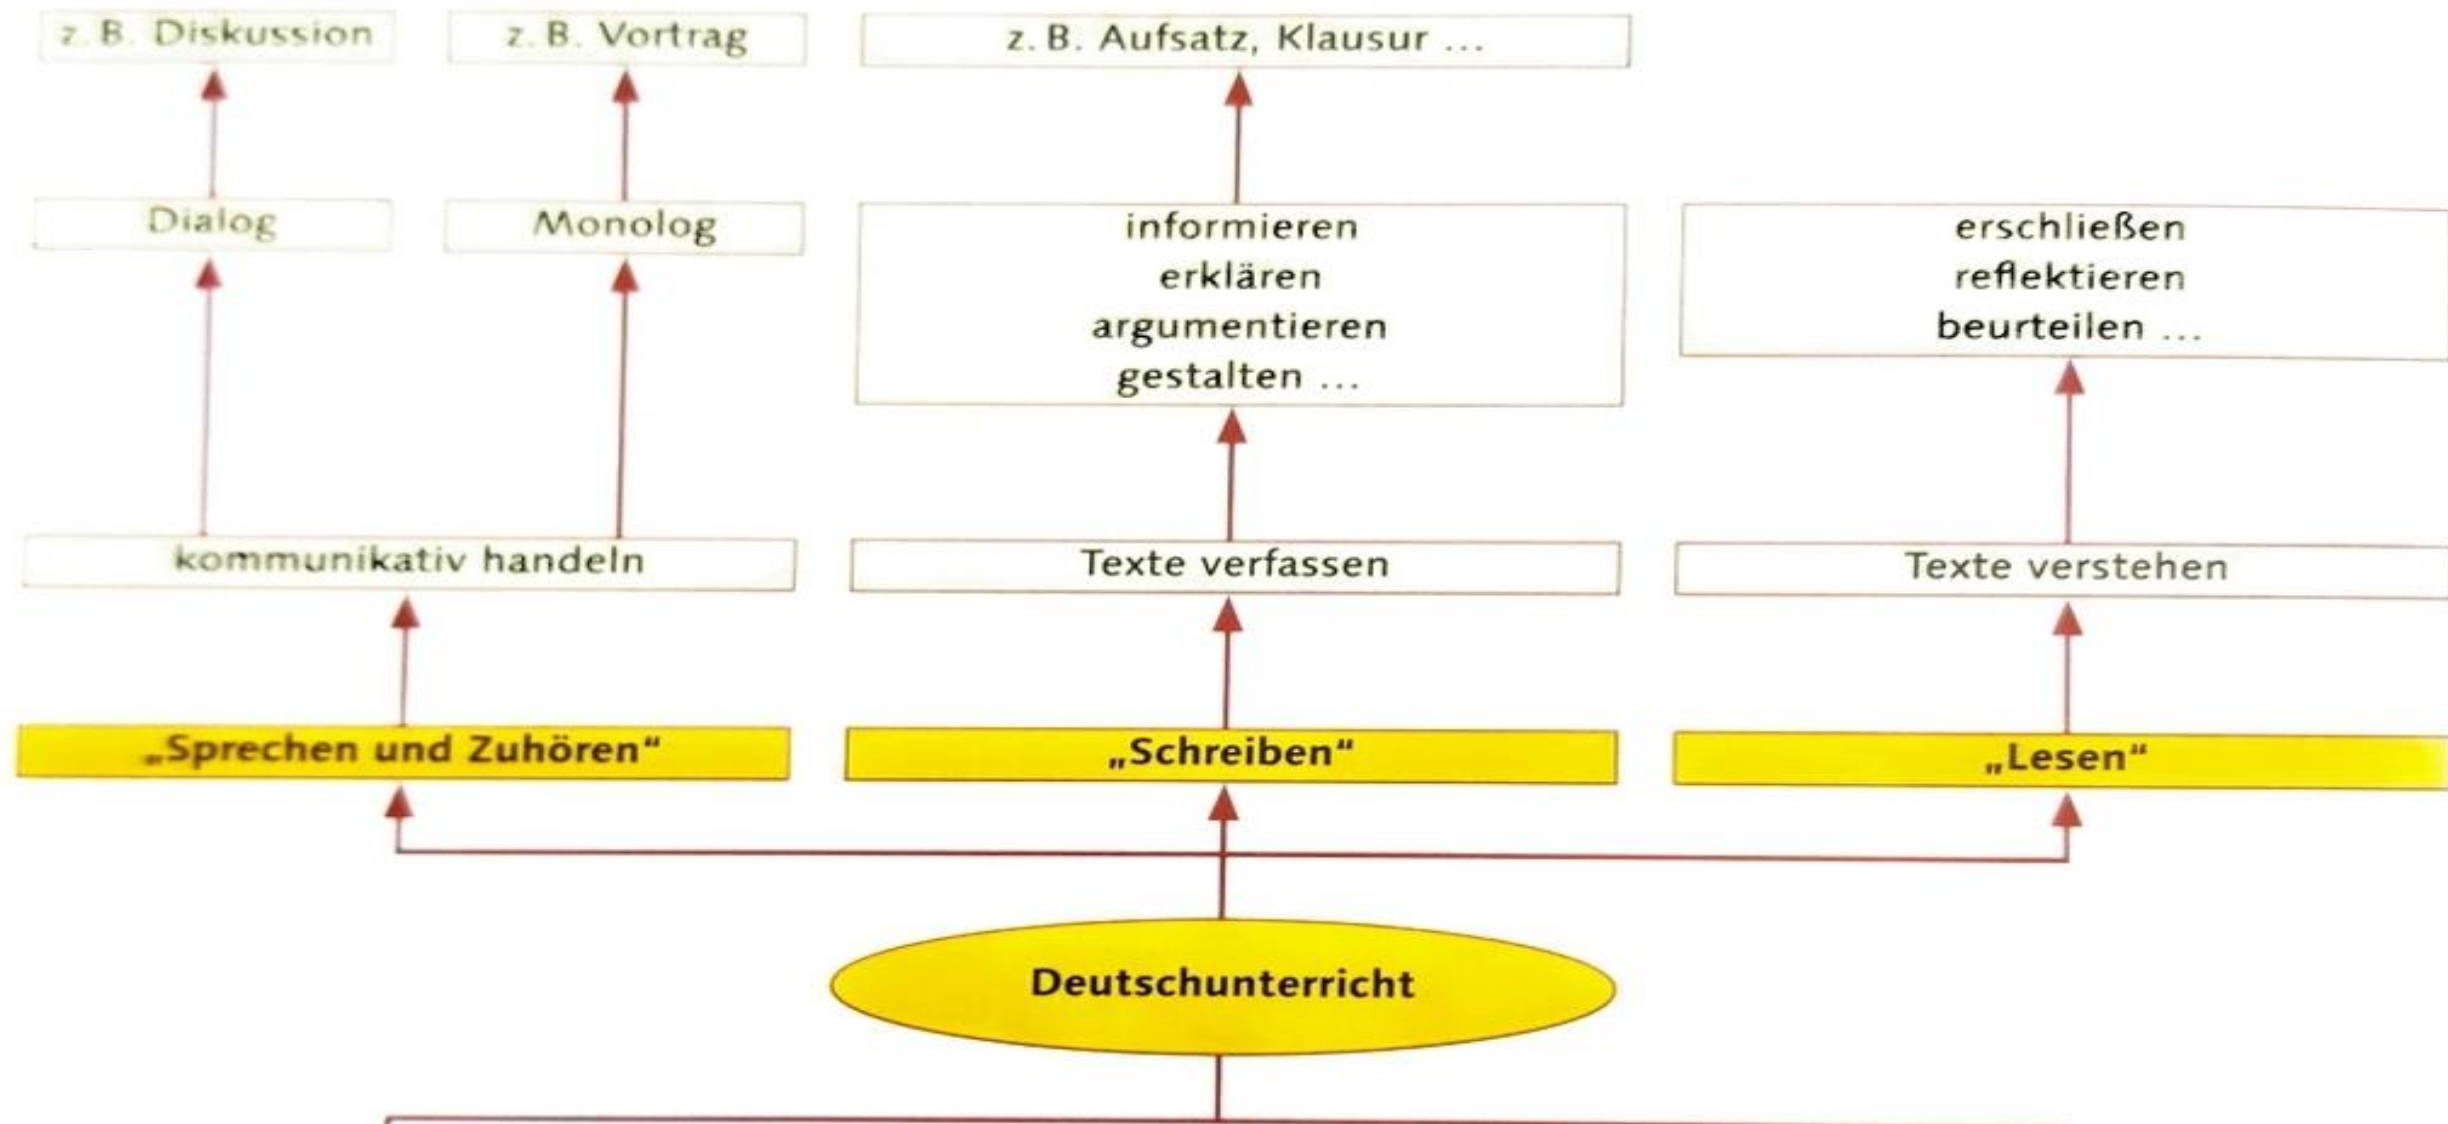 z. B. Diskussion
z. B. Vortrag
z. B. Aufsatz, Klausur ...
Dialog
Monolog
informieren
erklären
argumentieren
gestalten ...
erschließen
reflektieren
beurteilen ...
kommunikativ handeln
Texte verfassen
Texte verstehen
„Sprechen und Zuhören“
„Schreiben“
„Lesen“
Deutschunterricht